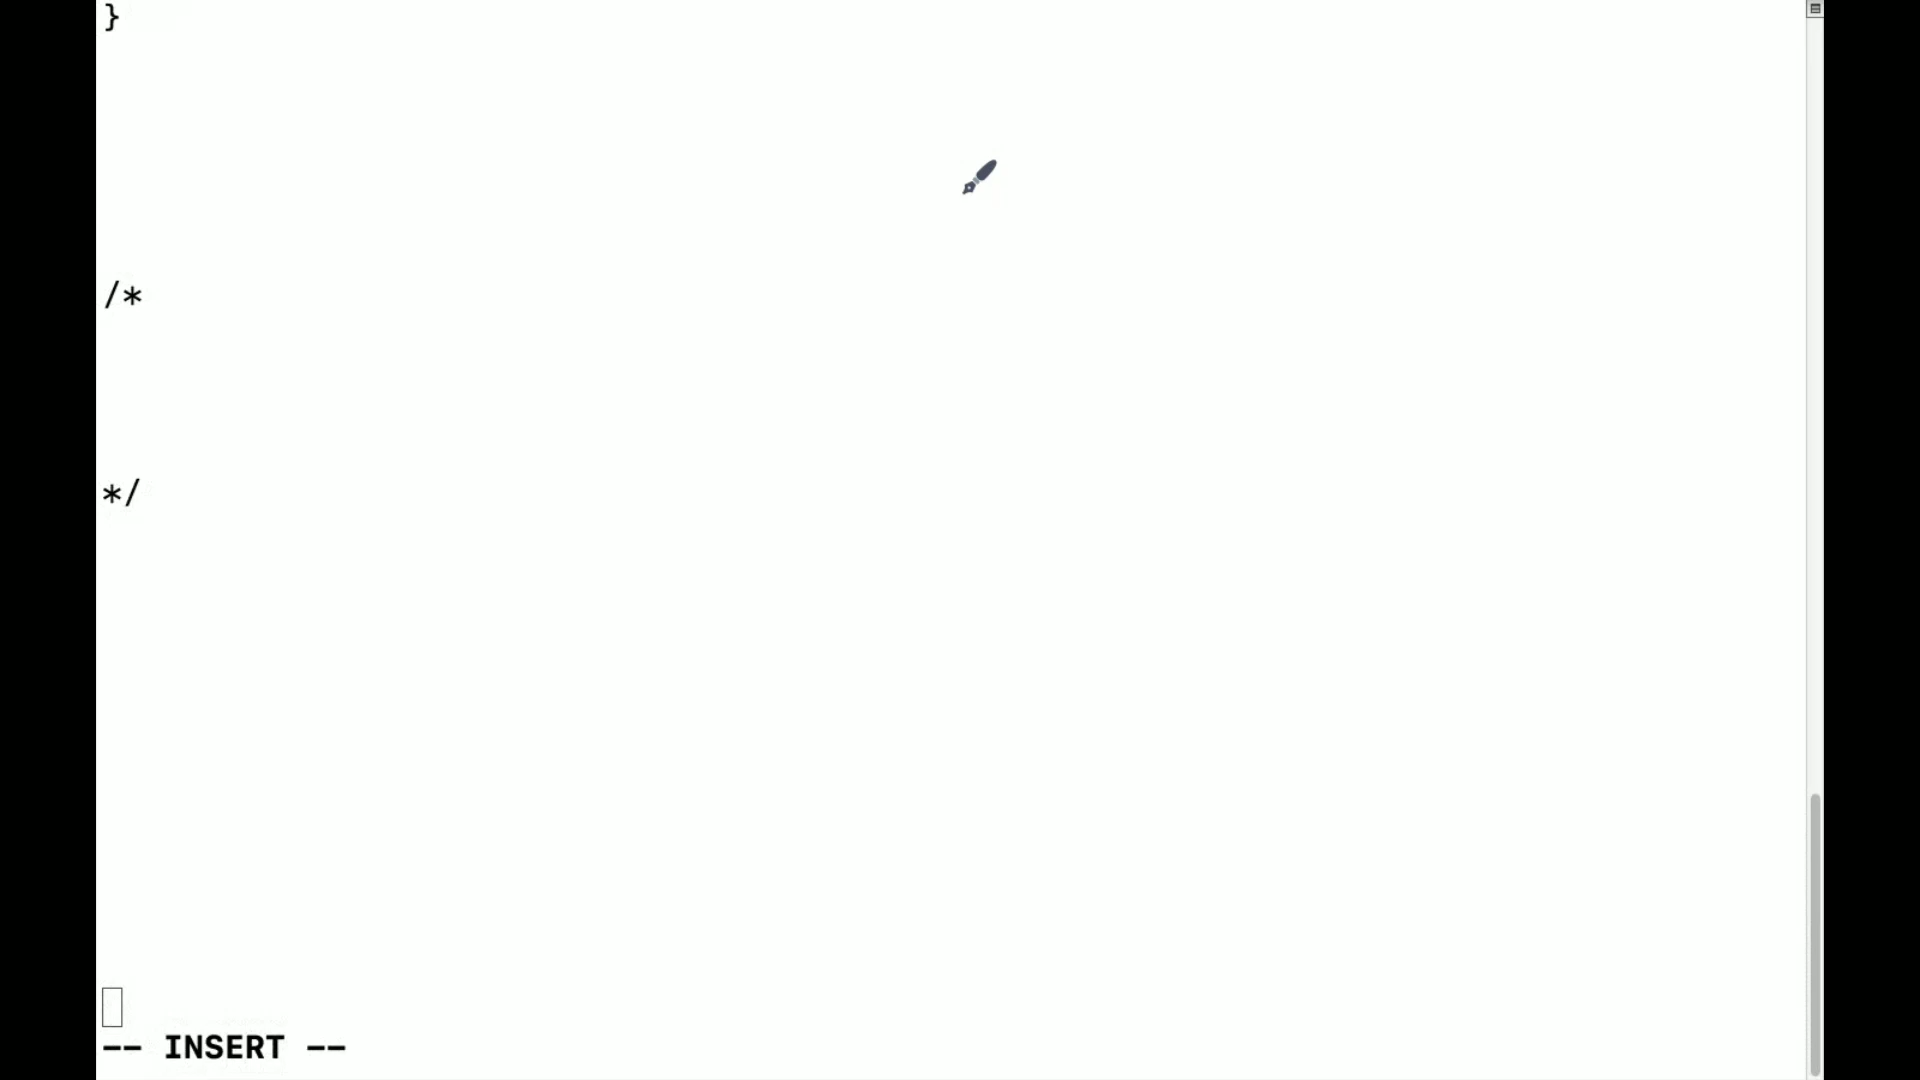 }
/*
*/
-- INSERT --